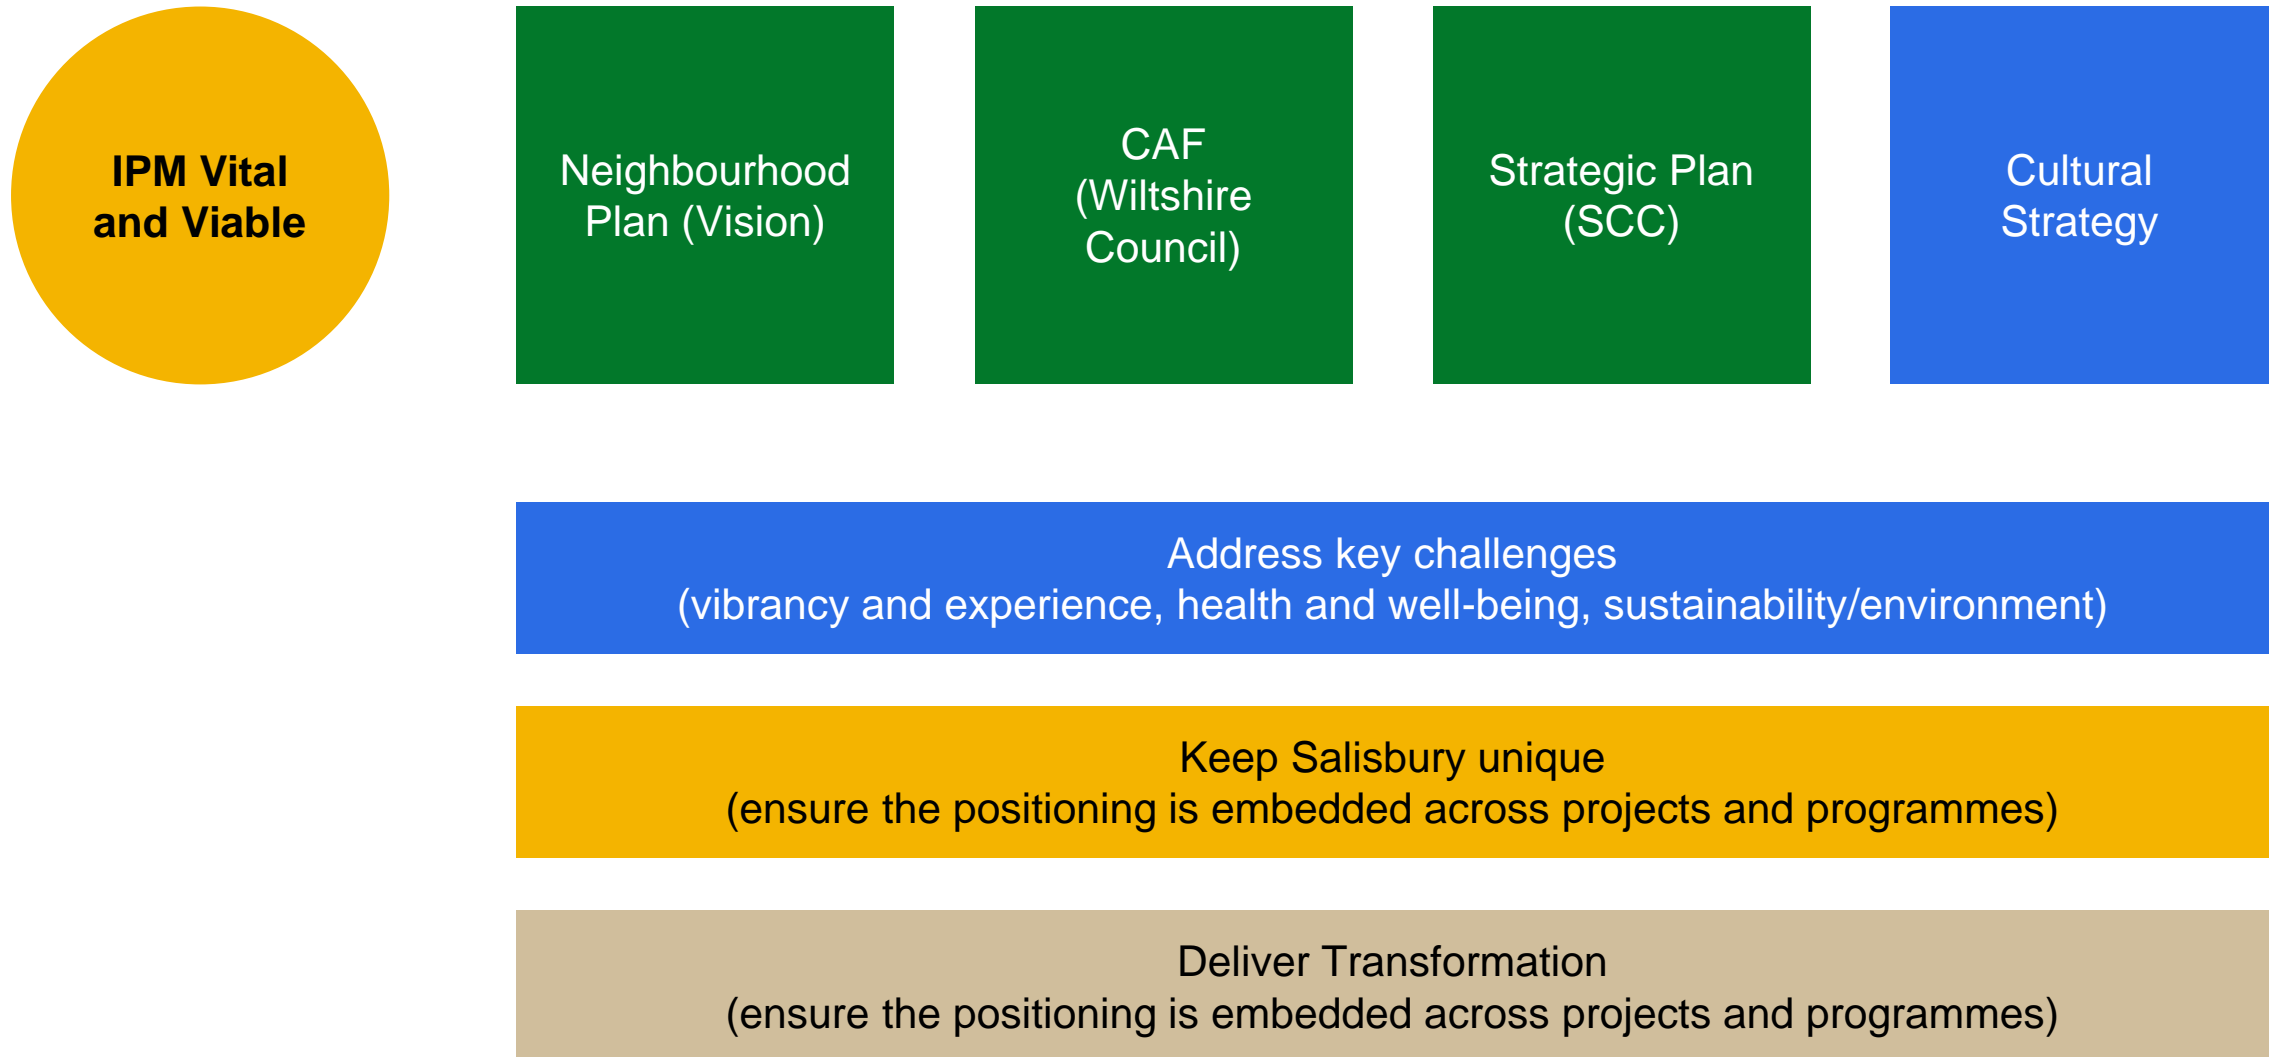 IPM Vital
and Viable
Neighbourhood
Plan (Vision)
CAF
(Wiltshire
Council)
Strategic Plan
(SCC)
Cultural
Strategy
Address key challenges
(vibrancy and experience, health and well-being, sustainability/environment)
Keep Salisbury unique
(ensure the positioning is embedded across projects and programmes)
Deliver Transformation
(ensure the positioning is embedded across projects and programmes)